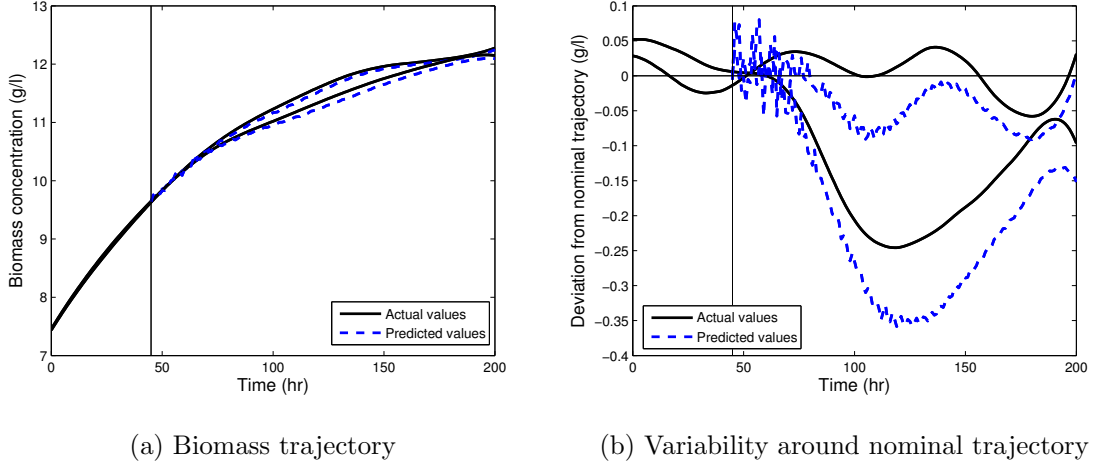 Biomass concentration (g/l)
13
12
11
10
9
8
7
0
50
100
150
200
Time (hr)
Actual values
Predicted values
(a) Biomass trajectory
Deviation from nominal trajectory (g/l)
0.1
0.05
0
−0.05
−0.1
−0.15
−0.2
−0.25
−0.3
−0.35
−0.4
0
50
100
150
200
Time (hr)
Actual values
Predicted values
(b) Variability around nominal trajectory